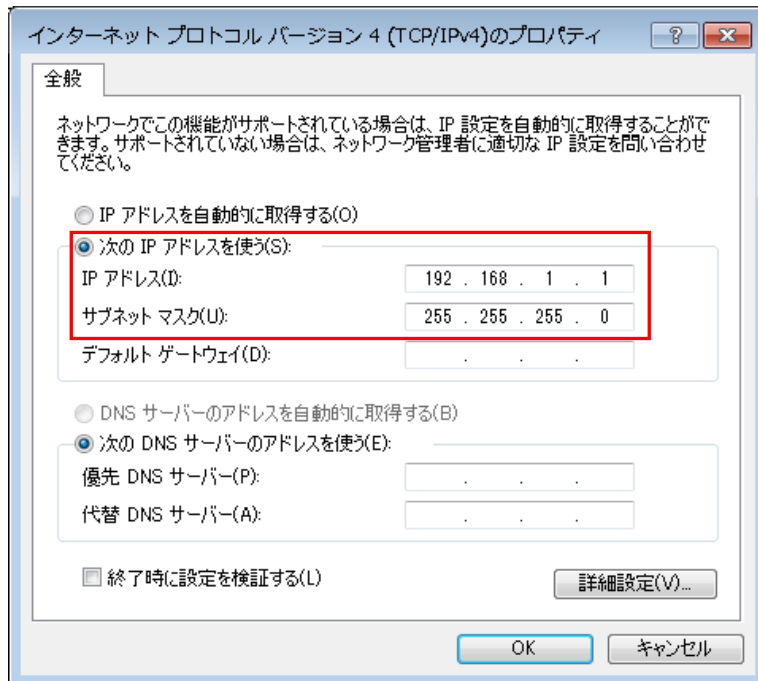 インターネット プロトコル バージョン 4 (TCP/IPv4)のプロパティ
全般
ネットワークでこの機能がサポートされている場合は、IP 設定を自動的に取得することがで
きます。サポートされていない場合は、ネットワーク管理者に適切な IP 設定を問い合わせ
てください。
IP アドレスを自動的に取得する(O)
次の IP アドレスを使う(S):
IP アドレス(I): 192 . 168 . 1 . 1
サブネット マスク(U): 255 . 255 . 255 . 0
デフォルト ゲートウェイ(D): . . .
DNS サーバーのアドレスを自動的に取得する(B)
次の DNS サーバーのアドレスを使う(E):
優先 DNS サーバー(P): . . .
代替 DNS サーバー(A): . . .
終了時に設定を検証する(L)
詳細設定(V)...
OK キャンセル